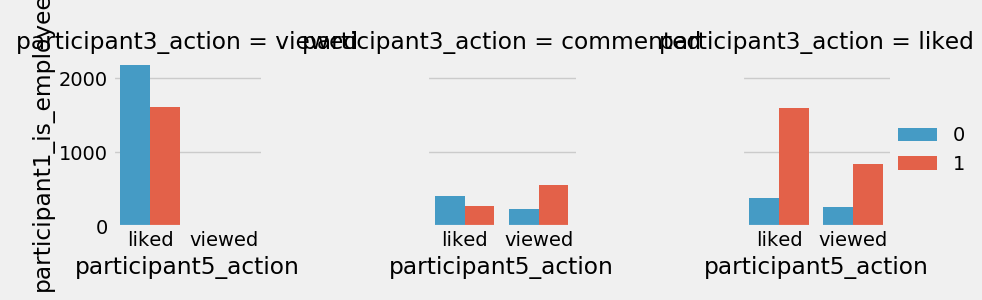 participant3_action = viewed
participant3_action = commented
participant3_action = liked
participant1_is_employee
2000
1000
0
liked viewed
liked viewed
liked viewed
participant5_action
participant5_action
participant5_action
0
1